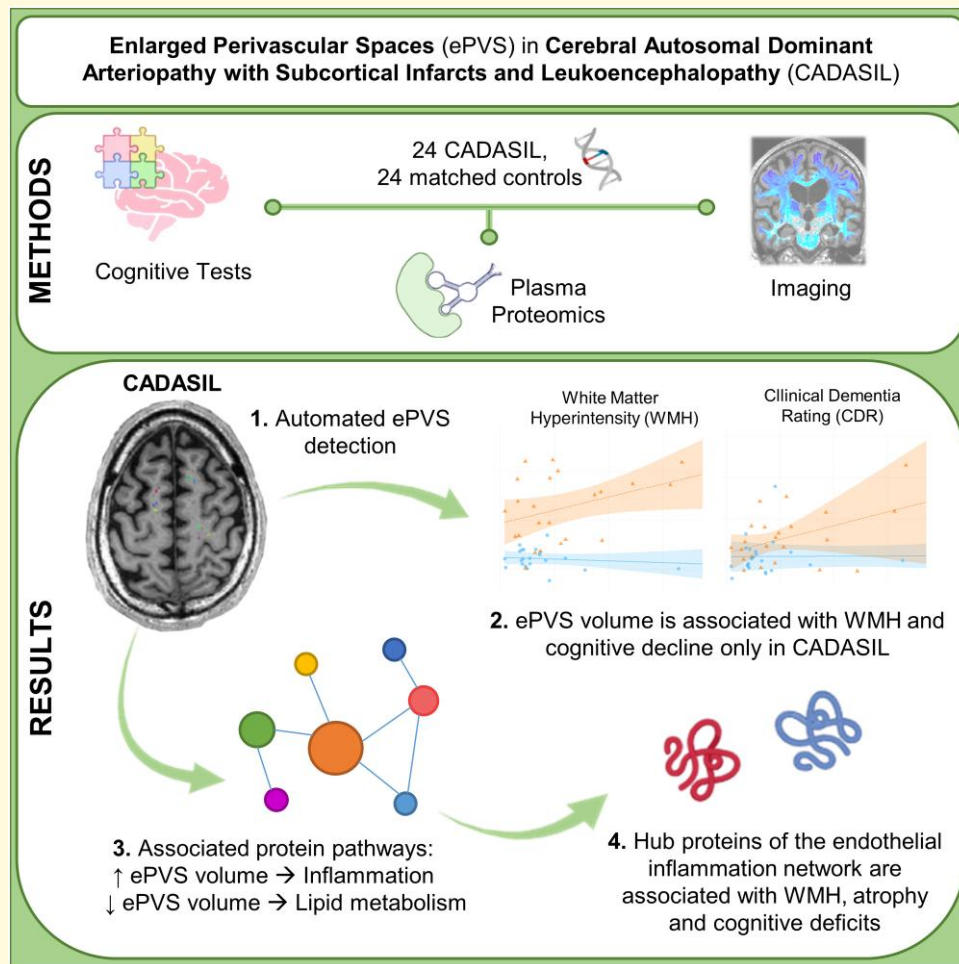 Enlarged Perivascular Spaces (ePVS) in Cerebral Autosomal Dominant
Arteriopathy with Subcortical Infarcts and Leukoencephalopathy (CADASIL)
METHODS
24 CADASIL,
24 matched controls
Cognitive Tests
Plasma
Proteomics
Imaging
RESULTS
CADASIL
1. Automated ePVS
detection
White Matter
Hyperintensity (WMH)
Cllinical Dementia
Rating (CDR)
2. ePVS volume is associated with WMH and
cognitive decline only in CADASIL
3. Associated protein pathways:
↑ ePVS volume → Inflammation
↓ ePVS volume → Lipid metabolism
4. Hub proteins of the endothelial
inflammation network are
associated with WMH, atrophy
and cognitive deficits